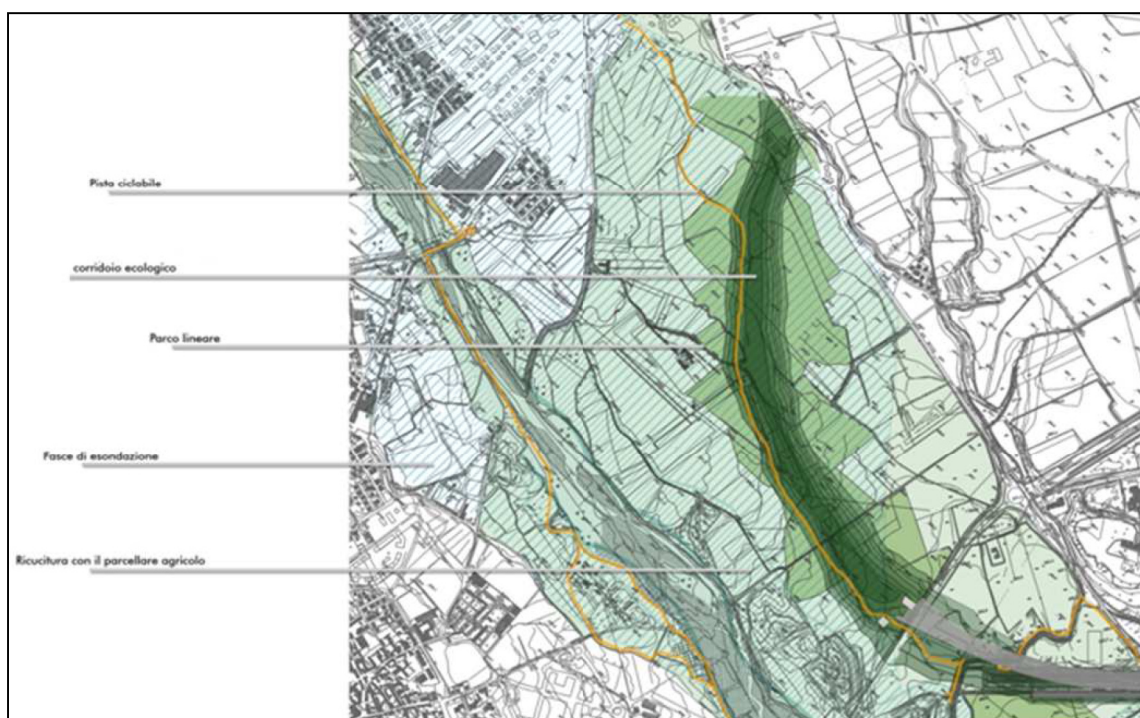 Pista ciclabile
corridoio ecologico
Parco lineare
Fasce di esondazione
Ricucitura con il parcellare agricolo